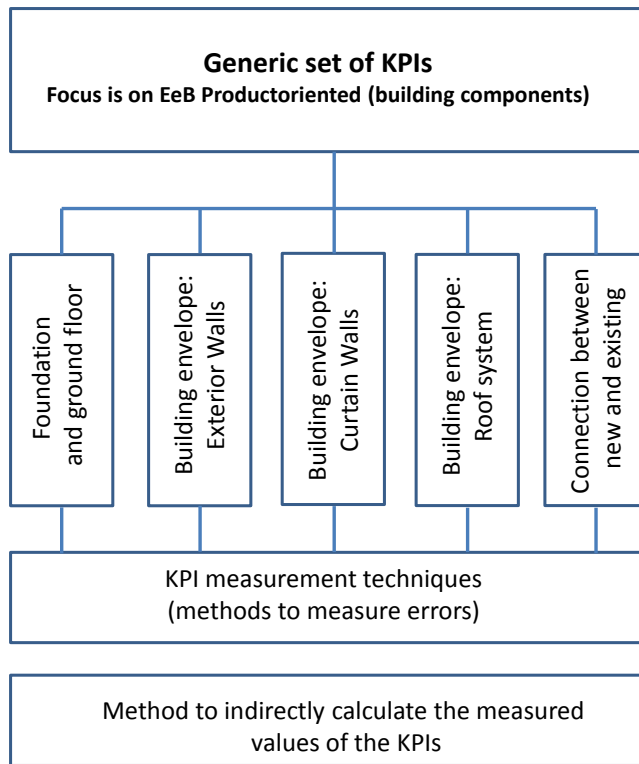 Generic set of KPIs
Focus is on EeB Productoriented (building components)
Foundation
and ground floor
Building envelope:
Exterior Walls
Building envelope:
Curtain Walls
Building envelope:
Roof system
Connection between
new and existing
KPI measurement techniques
(methods to measure errors)
Method to indirectly calculate the measured
values of the KPIs